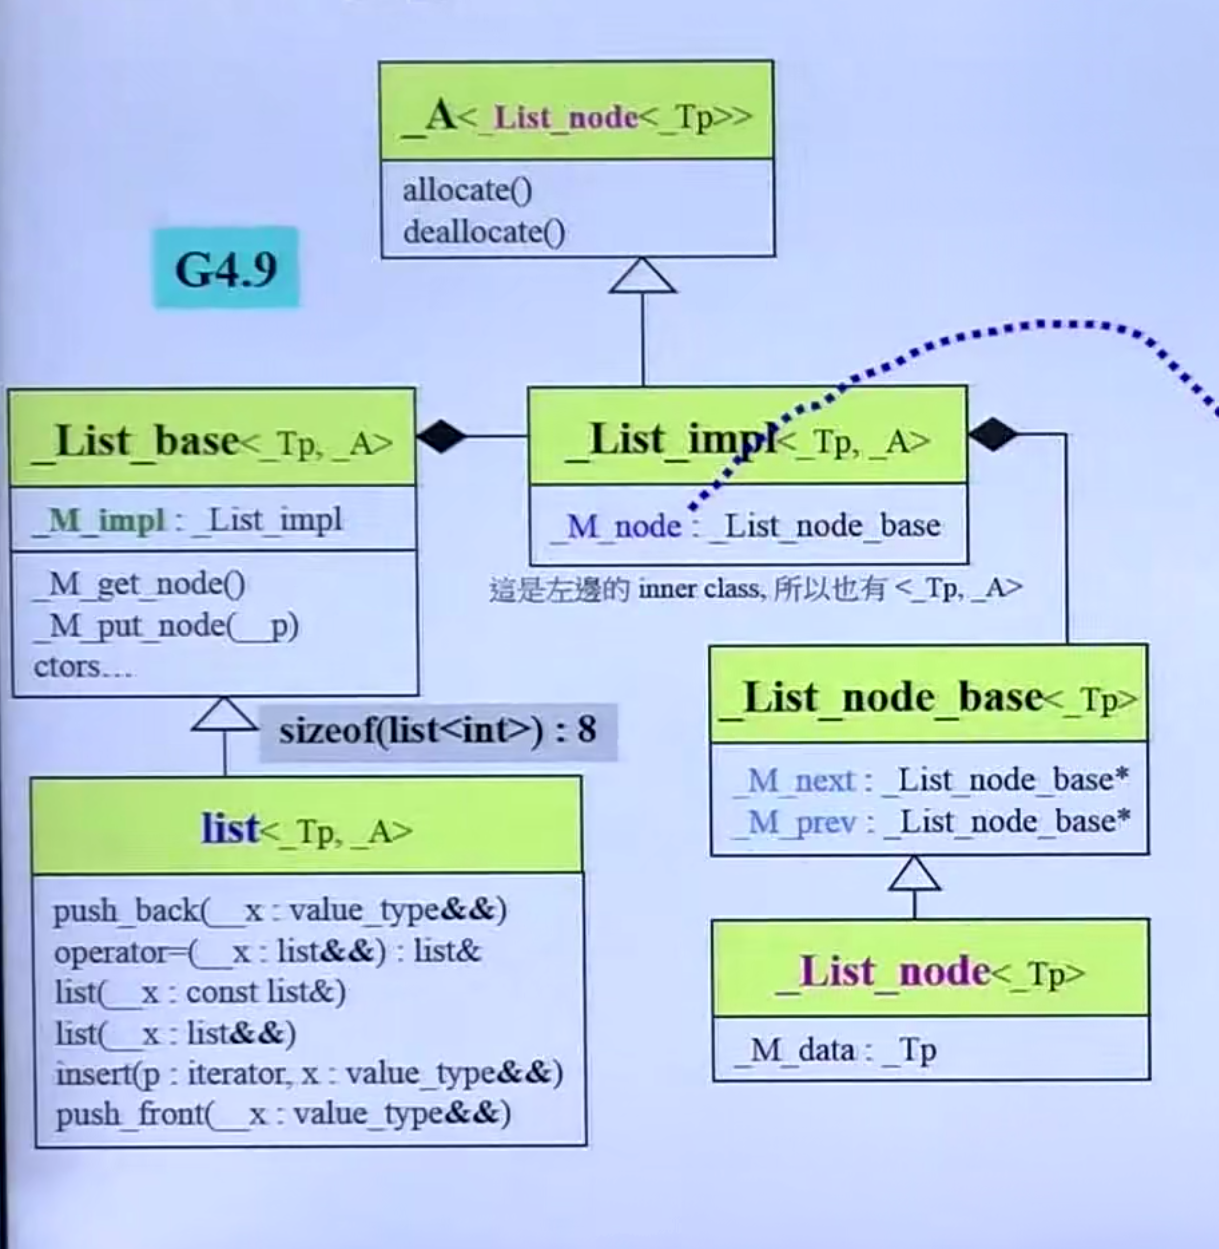 _A<_List_node<_Tp>>
allocate()
deallocate()
G4.9
_List_base<_Tp, _A>
_M_impl : _List_impl
_M_get_node()
_M_put_node(__p)
ctors...
_List_impl<_Tp, _A>
_M_node : _List_node_base
這是左邊的 inner class, 所以也有 <_Tp, _A>
_List_node_base<_Tp>
_M_next : _List_node_base*
_M_prev : _List_node_base*
sizeof(list<int>) : 8
list<_Tp, _A>
push_back(__x : value_type&&)
operator=(__x : list&&) : list&
list(__x : const list&)
list(__x : list&&)
insert(p : iterator, x : value_type&&)
push_front(__x : value_type&&)
_List_node<_Tp>
_M_data : _Tp